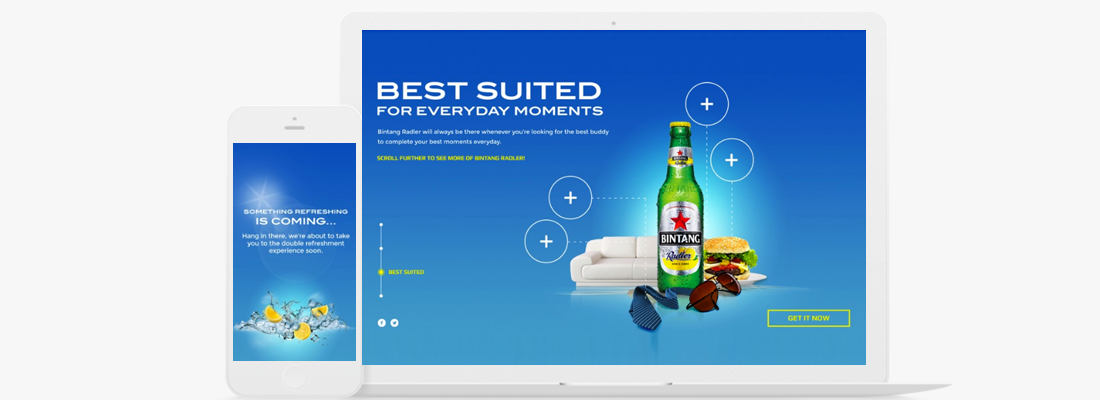 SOMETHING REFRESHING
IS COMING...
Hang in there, we're about to take
you to the double refreshment
experience soon.
BEST SUITED
FOR EVERYDAY MOMENTS
Bintang Radler will always be there whenever you're looking for the best buddy
to complete your best moments everyday.
SCROLL FURTHER TO SEE MORE OF BINTANG RADLER!
BINTANG
Radler
BEST SUITED
GET IT NOW